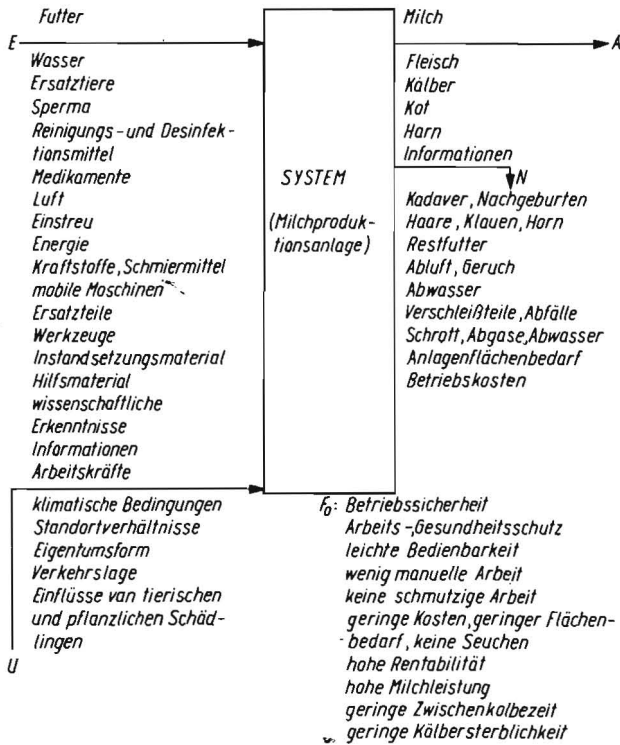 Futter
E
Wasser
Ersatztiere
Sperma
Reinigungs- und Desinfek-
tionsmittel
Medikamente
Luft
Einstreu
Energie
Kraftstoffe, Schmiermittel
mobile Moschinen
Ersatzteile
Werkzeuge
Instandsetzungsmaterial
Hilfsmaterial
wissenschaftliche
Erkenntnisse
Informationen
Arbeitskräfte
klimatische Bedingungen
Standortverhältnisse
Eigentumsform
Verkehrslage
Einflüsse van tierischen
und pflanzlichen Schäd-
lingen
U
SYSTEM
(Milchproduk-
tionsanlage)
Milch
A
Fleisch
Kälber
Kot
Harn
Informationen
N
Kadaver, Nachgeburten
Haare, Klauen, Horn
Restfutter
Abluft, Geruch
Abwasser
Verschleißteile, Abfälle
Schrott, Abgase, Abwasser
Anlagenflächenbedarf
Betriebskosten
F0: Betriebssicherheit
Arbeits-, Gesundheitsschutz
leichte Bedienbarkeit
wenig manuelle Arbeit
keine schmutzige Arbeit
geringe Kosten, geringer Flächen-
bedarf, keine Seuchen
hohe Rentabilität
hohe Milchleistung
geringe Zwischenkalbezeit
geringe Kälbersterblichkeit